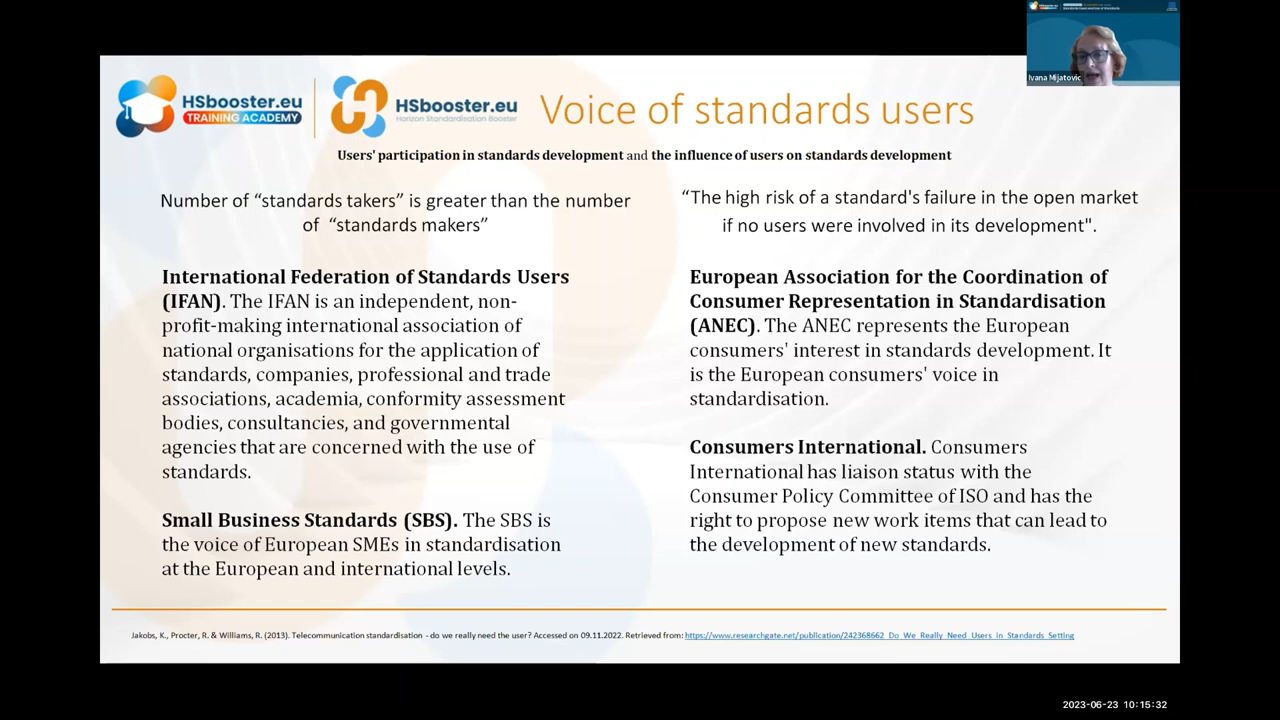 HSbooster.eu
TRAINING ACADEMY
HSbooster.eu
Horizon Standardisation Booster
Voice of standards users
Ivana Mijatovic
Users' participation in standards development and the influence of users on standards development
Number of “standards takers” is greater than the number
of “standards makers”
“The high risk of a standard's failure in the open market
if no users were involved in its development".
International Federation of Standards Users
(IFAN). The IFAN is an independent, non-
profit-making international association of
national organisations for the application of
standards, companies, professional and trade
associations, academia, conformity assessment
bodies, consultancies, and governmental
agencies that are concerned with the use of
standards.
Small Business Standards (SBS). The SBS is
the voice of European SMEs in standardisation
at the European and international levels.
European Association for the Coordination of
Consumer Representation in Standardisation
(ANEC). The ANEC represents the European
consumers' interest in standards development. It
is the European consumers' voice in
standardisation.
Consumers International. Consumers
International has liaison status with the
Consumer Policy Committee of ISO and has the
right to propose new work items that can lead to
the development of new standards.
Jakobs, K., Procter, R. & Williams, R. (2013). Telecommunication standardisation - do we really need the user? Accessed on 09.11.2022. Retrieved from: https://www.researchgate.net/publication/242368662_Do_We_Really_Need_Users_in_Standards_Setting
2023-06-23 10:15:32